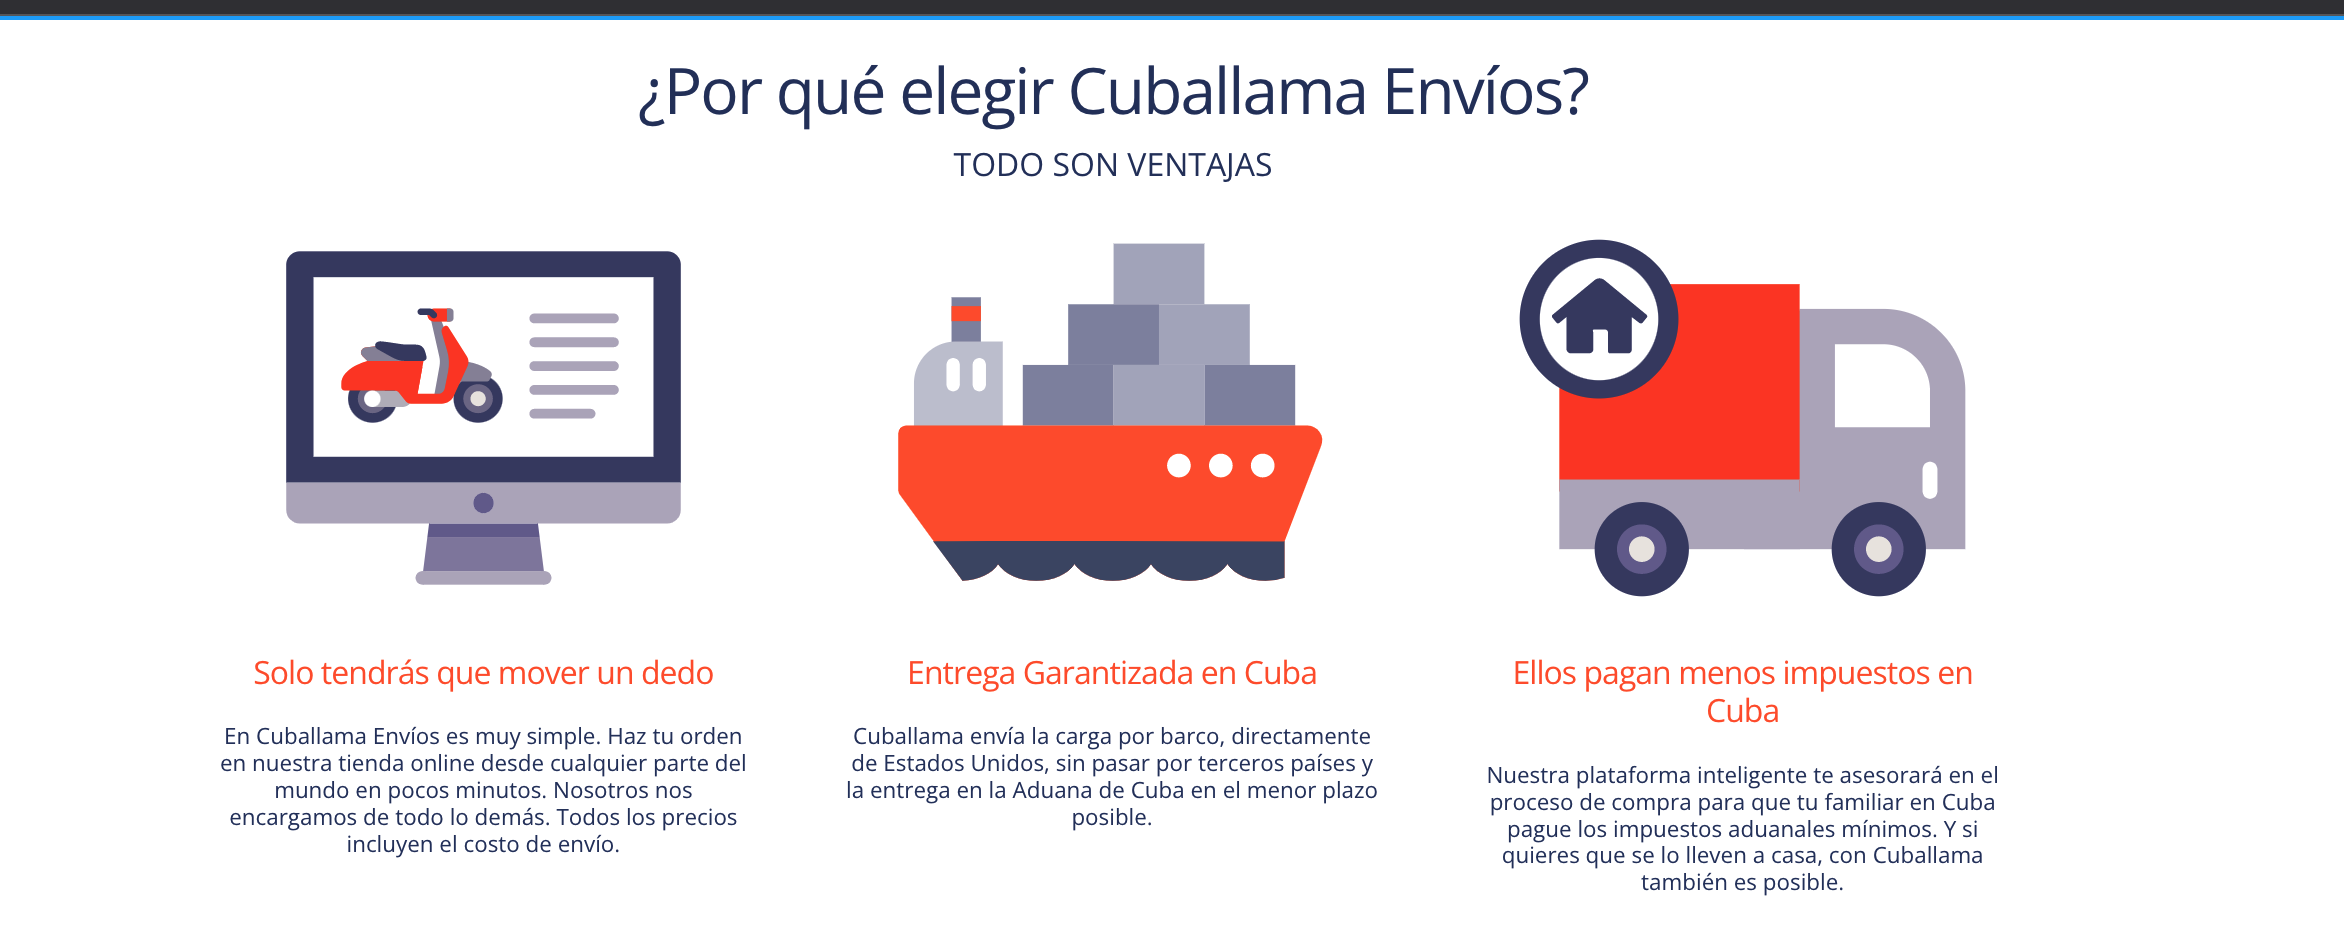 ¿Por qué elegir Cuballama Envíos?
TODO SON VENTAJAS
Solo tendrás que mover un dedo
En Cuballama Envíos es muy simple. Haz tu orden
en nuestra tienda online desde cualquier parte del
mundo en pocos minutos. Nosotros nos
encargamos de todo lo demás. Todos los precios
incluyen el costo de envío.
Entrega Garantizada en Cuba
Cuballama envía la carga por barco, directamente
de Estados Unidos, sin pasar por terceros países y
la entrega en la Aduana de Cuba en el menor plazo
posible.
Ellos pagan menos impuestos en
Cuba
Nuestra plataforma inteligente te asesorará en el
proceso de compra para que tu familiar en Cuba
pague los impuestos aduanales mínimos. Y si
quieres que se lo lleven a casa, con Cuballama
también es posible.